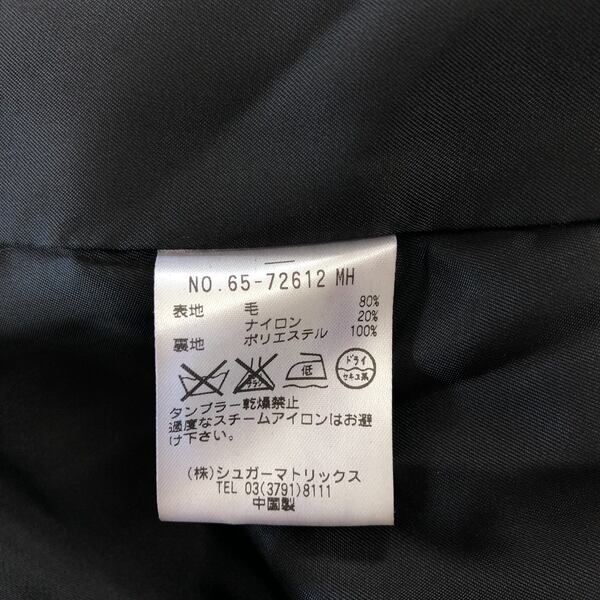 NO.65-72612 MH
表地 毛 80%
ナイロン 20%
裏地 ポリエステル 100%
低 ドライ セキユ系
タンブラー乾燥禁止
過度なスチームアイロンはお避
け下さい。
(株)シュガーマトリックス
TEL 03(3791)8111
中国製